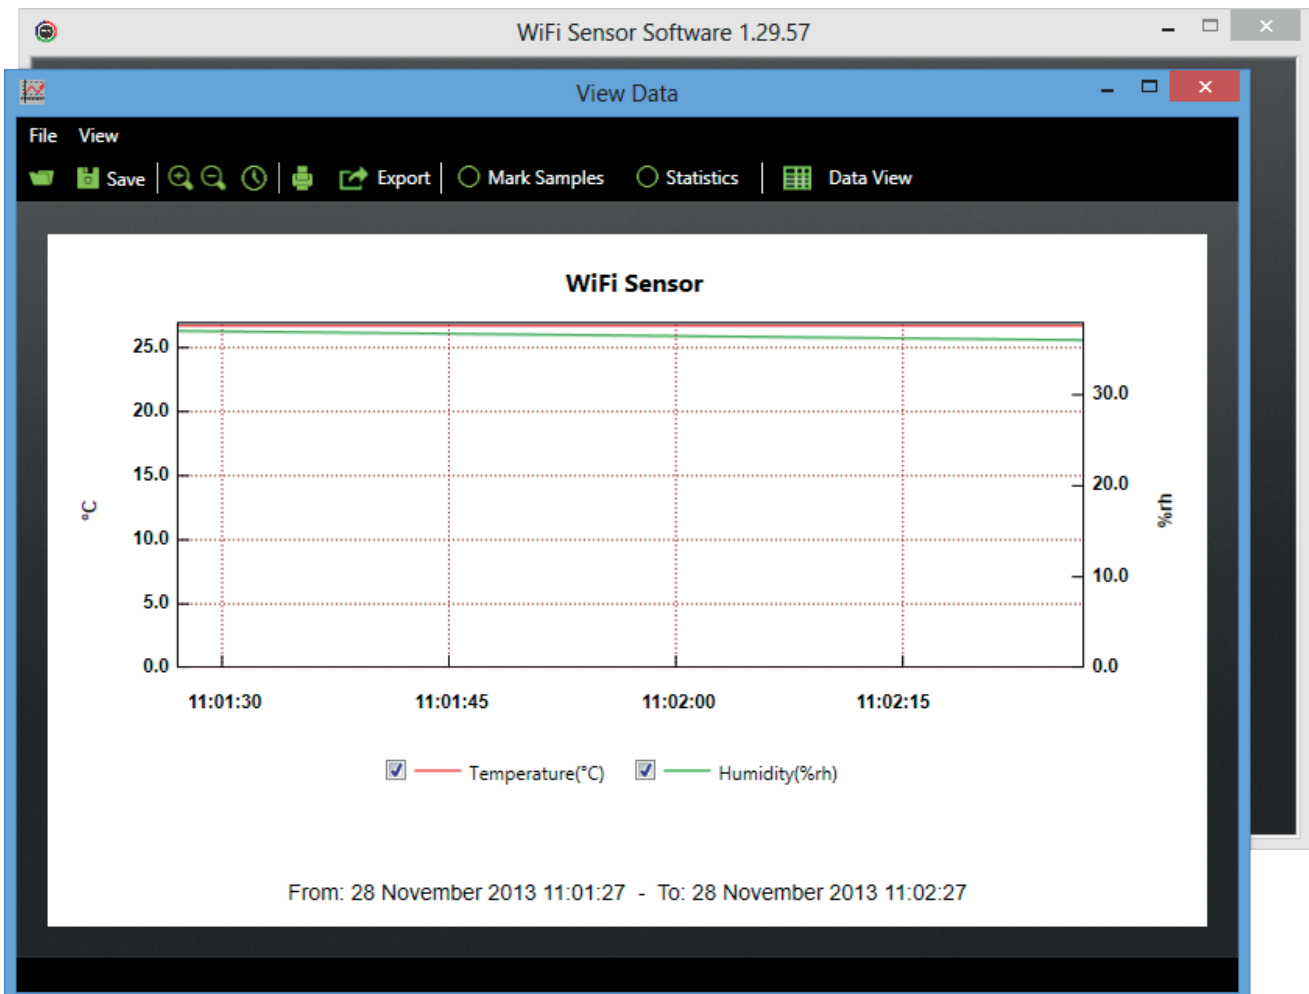 WiFi Sensor Software 1.29.57
View Data
File View
Save Export Mark Samples Statistics Data View
WiFi Sensor
25.0
20.0
15.0
10.0
5.0
0.0
°C
30.0
20.0
10.0
0.0
%rh
11:01:30 11:01:45 11:02:00 11:02:15
Temperature(°C) Humidity(%rh)
From: 28 November 2013 11:01:27 - To: 28 November 2013 11:02:27